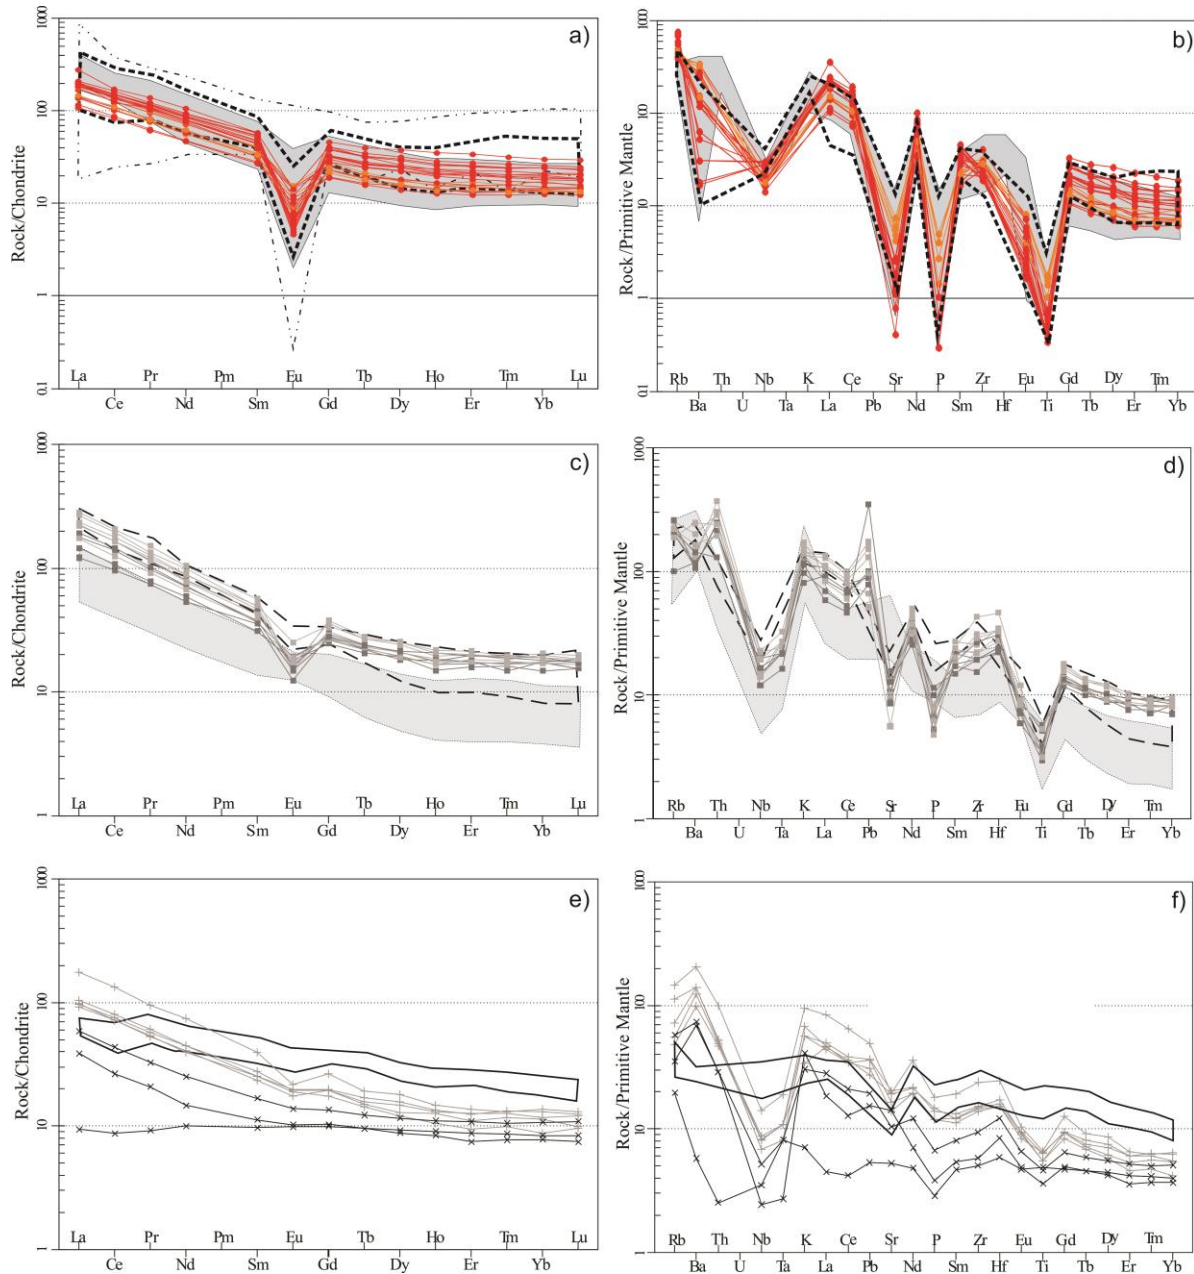 a)
Rock/Chondrite
1000
100
10
1
0.1
La Pr Pm Eu Tb Ho Tm Lu
Ce Nd Sm Gd Dy Er Yb
b)
Rock/Primitive Mantle
1000
100
10
1
0.1
Rb Th Nb K Ce Sr P Zr Eu Gd Dy Tm
Ba U Ta La Pb Nd Sm Hf Ti Tb Er Yb
c)
Rock/Chondrite
1000
100
10
1
La Pr Pm Eu Tb Ho Tm Lu
Ce Nd Sm Gd Dy Er Yb
d)
Rock/Primitive Mantle
1000
100
10
1
Rb Th Nb K Ce Sr P Zr Eu Gd Dy Tm
Ba U Ta La Pb Nd Sm Hf Ti Tb Er Yb
e)
Rock/Chondrite
1000
100
10
1
La Pr Pm Eu Tb Ho Tm Lu
Ce Nd Sm Gd Dy Er Yb
f)
Rock/Primitive Mantle
1000
100
10
1
Rb Th Nb K Ce Sr P Zr Eu Gd Dy Tm
Ba U Ta La Pb Nd Sm Hf Ti Tb Er Yb